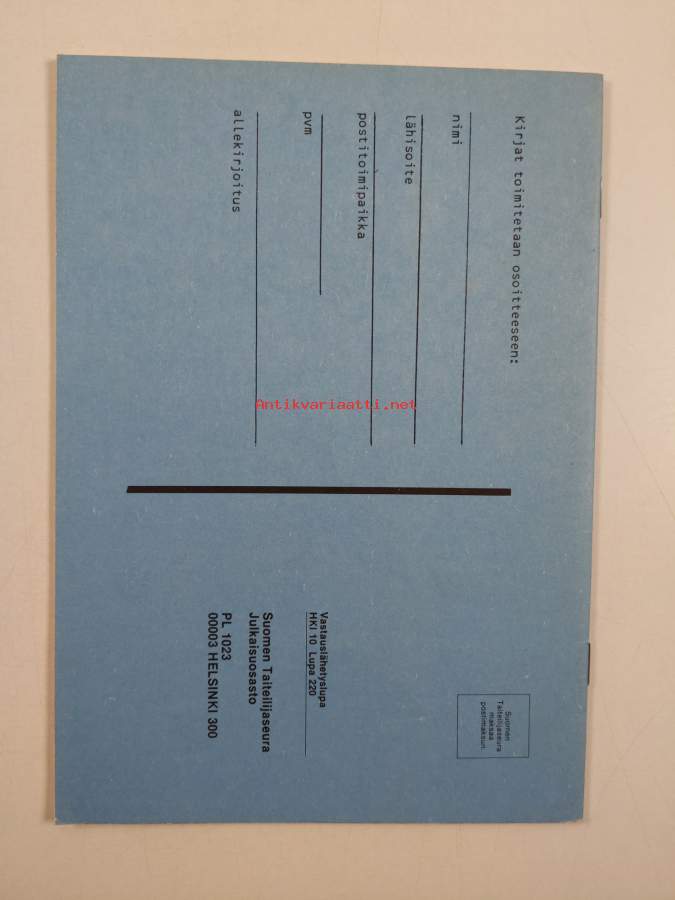 Kirjat toimitetaan osoitteeseen:
nimi
lähisoite
postitoimipaikka
pvm
allekirjoitus
Suomen
Taiteilijaseura
maksaa
postimaksun.
Vastauslähetyslupa
HKI 10 Lupa 220
Suomen Taiteilijaseura
Julkaisuosasto
PL 1023
00003 HELSINKI 300
Antikvariaatti.net